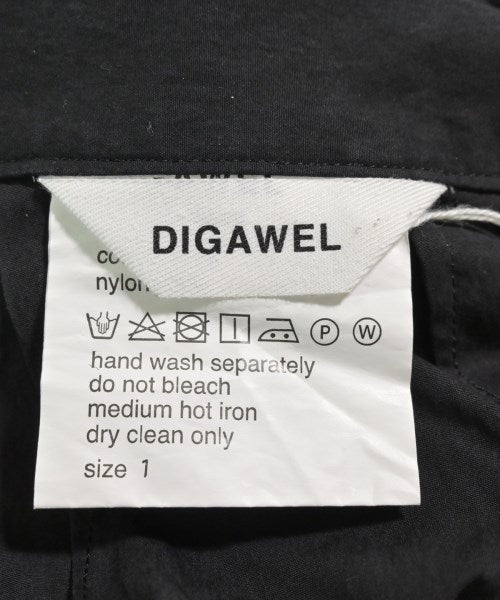 DIGAWEL
P W
hand wash separately
do not bleach
medium hot iron
dry clean only
size 1